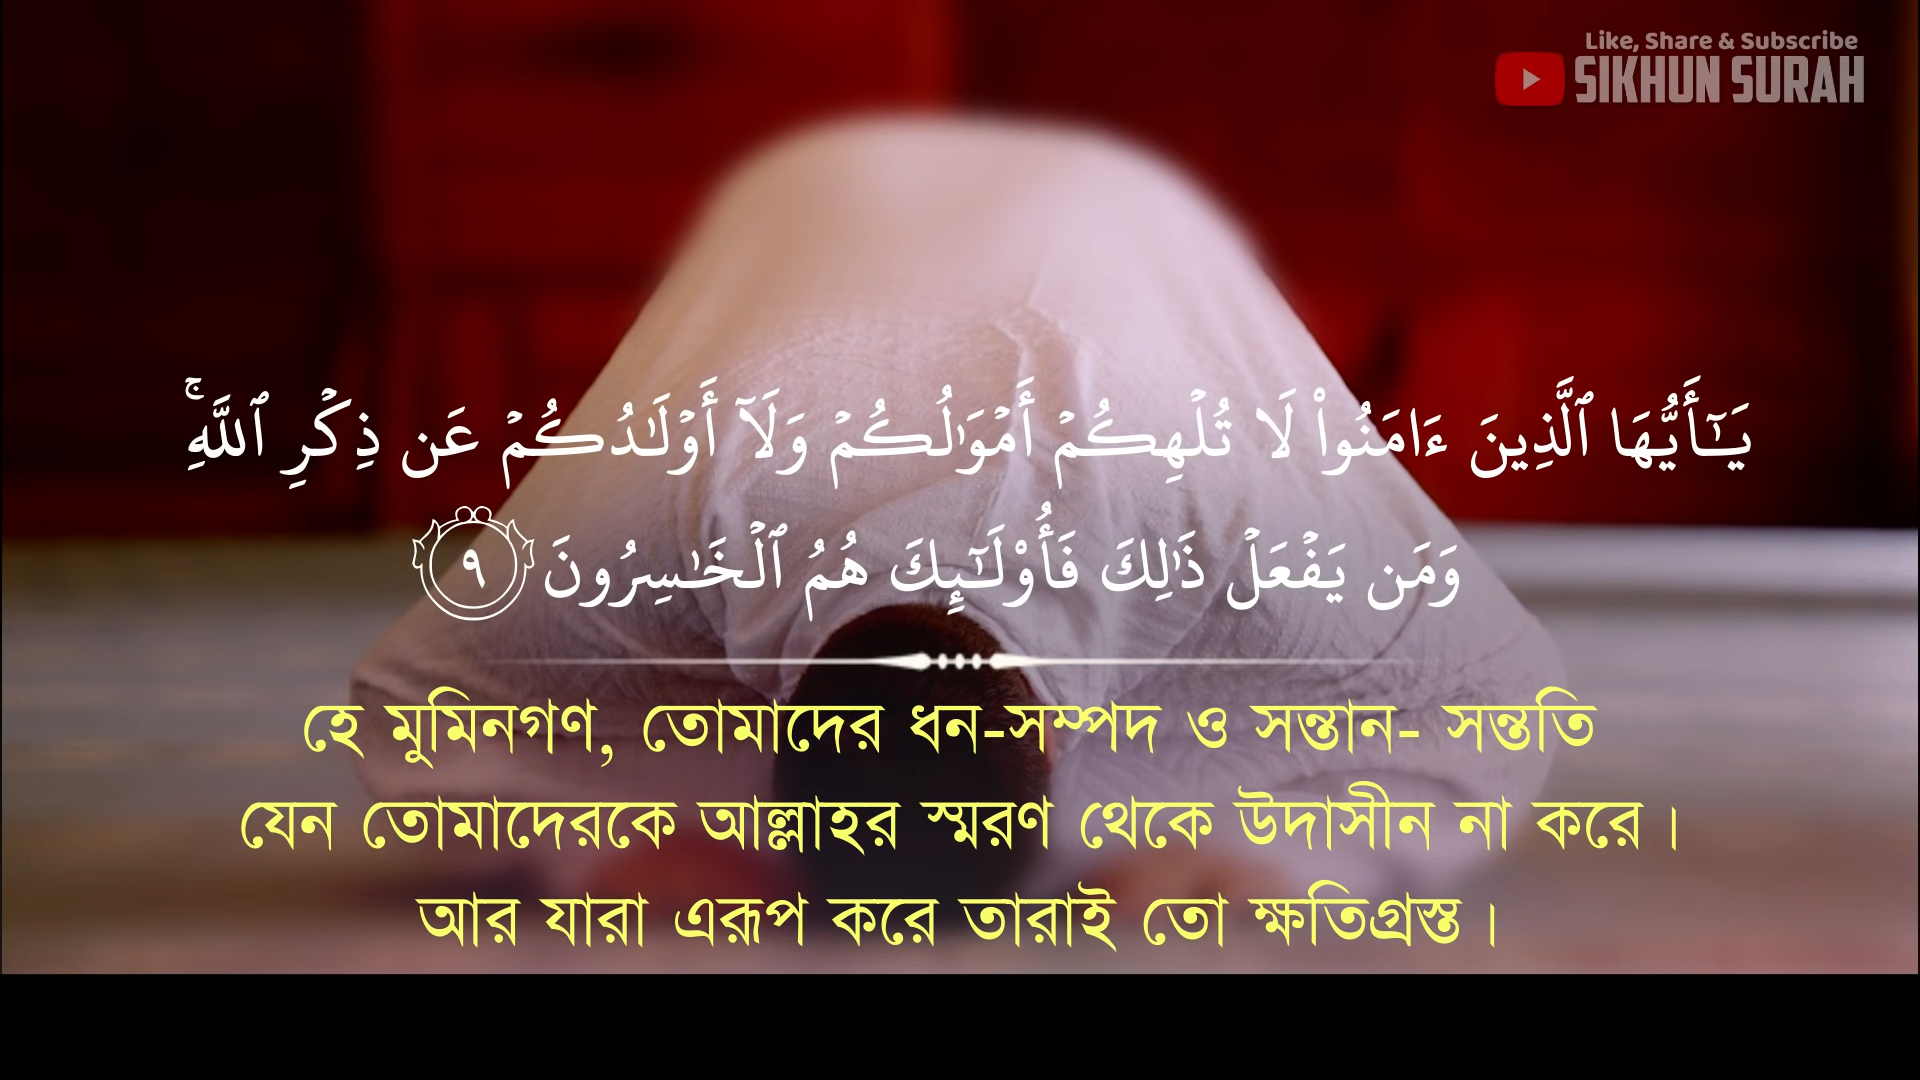 Like, Share & Subscribe
SIKHUN SURAH
يَـٰٓأَيُّهَا ٱلَّذِينَ ءَامَنُوا۟ لَا تُلْهِكُمْ أَمْوَٰلُكُمْ وَلَآ أَوْلَـٰدُكُمْ عَن ذِكْرِ ٱللَّهِ ۚ
وَمَن يَفْعَلْ ذَٰلِكَ فَأُو۟لَـٰٓئِكَ هُمُ ٱلْخَـٰسِرُونَ ٩
হে মুমিনগণ, তোমাদের ধন-সম্পদ ও সন্তান- সন্ততি
যেন তোমাদেরকে আল্লাহর স্মরণ থেকে উদাসীন না করে।
আর যারা এরূপ করে তারাই তো ক্ষতিগ্রস্ত।